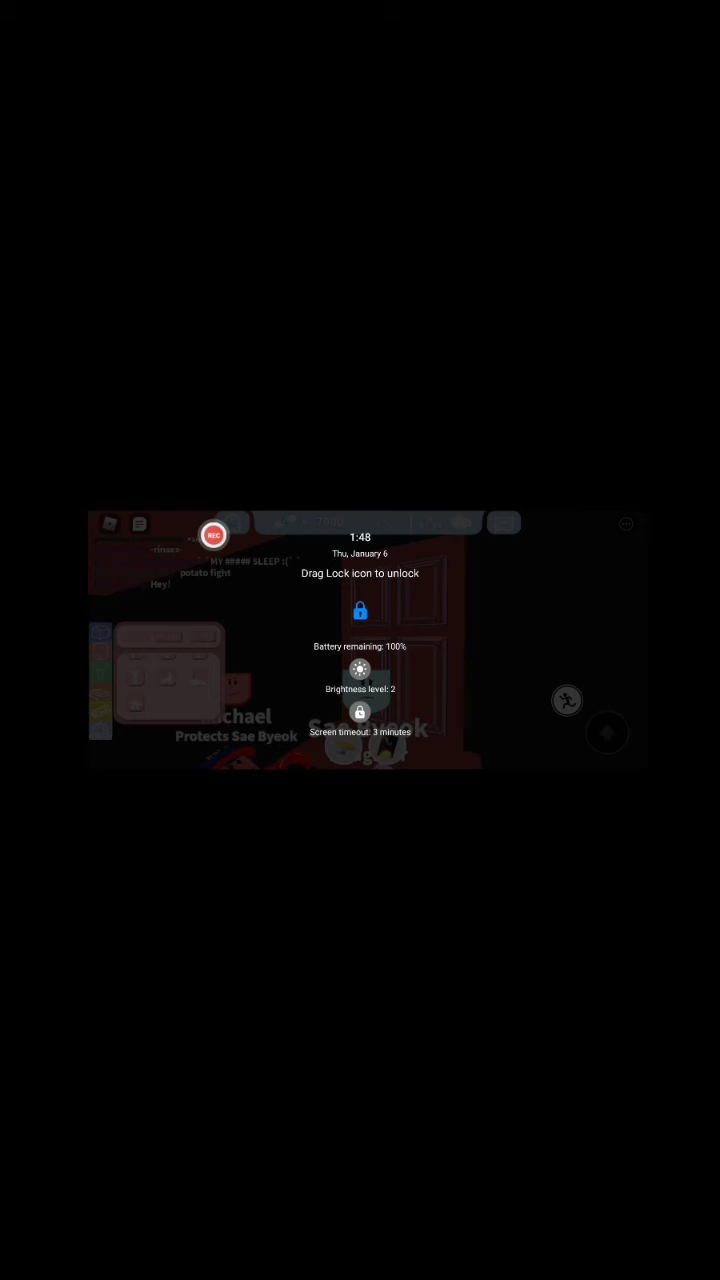 REC
1:48
Thu, January 6
-rinsxs-
MY ##### SLEEP :(
Drag Lock icon to unlock
potato fight
Hey!
Battery remaining: 100%
Brightness level: 2
Michael
Protects Sae Byeok
Sae Byeok
Screen timeout: 3 minutes